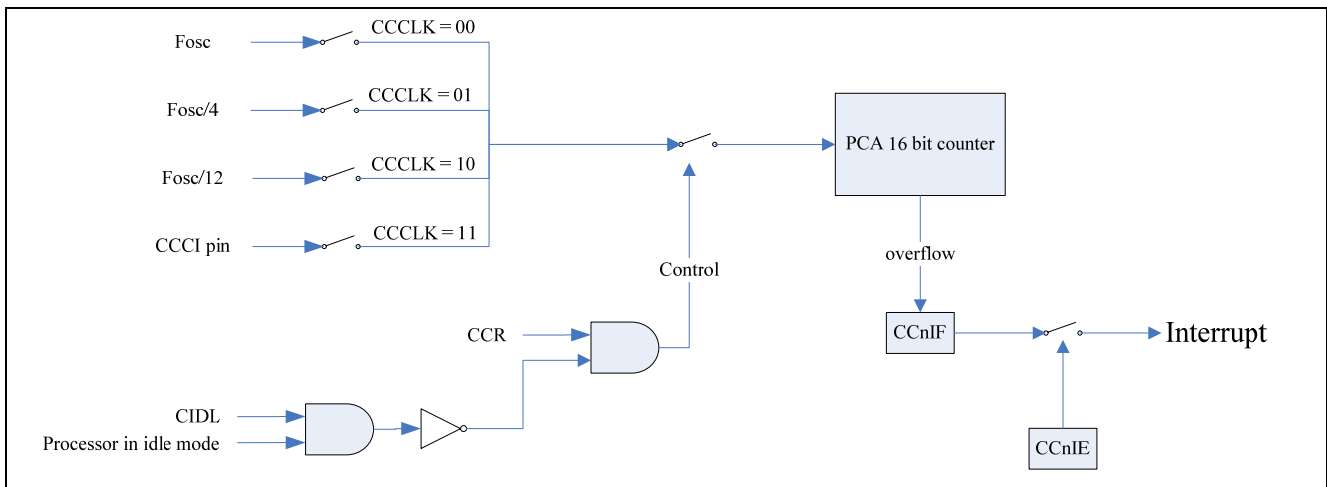 Fosc
CCCLK = 00
Fosc/4
CCCLK = 01
Fosc/12
CCCLK = 10
CCCI pin
CCCLK = 11
PCA 16 bit counter
overflow
Control
CCR
CCnIF
Interrupt
CIDL
Processor in idle mode
CCnIE